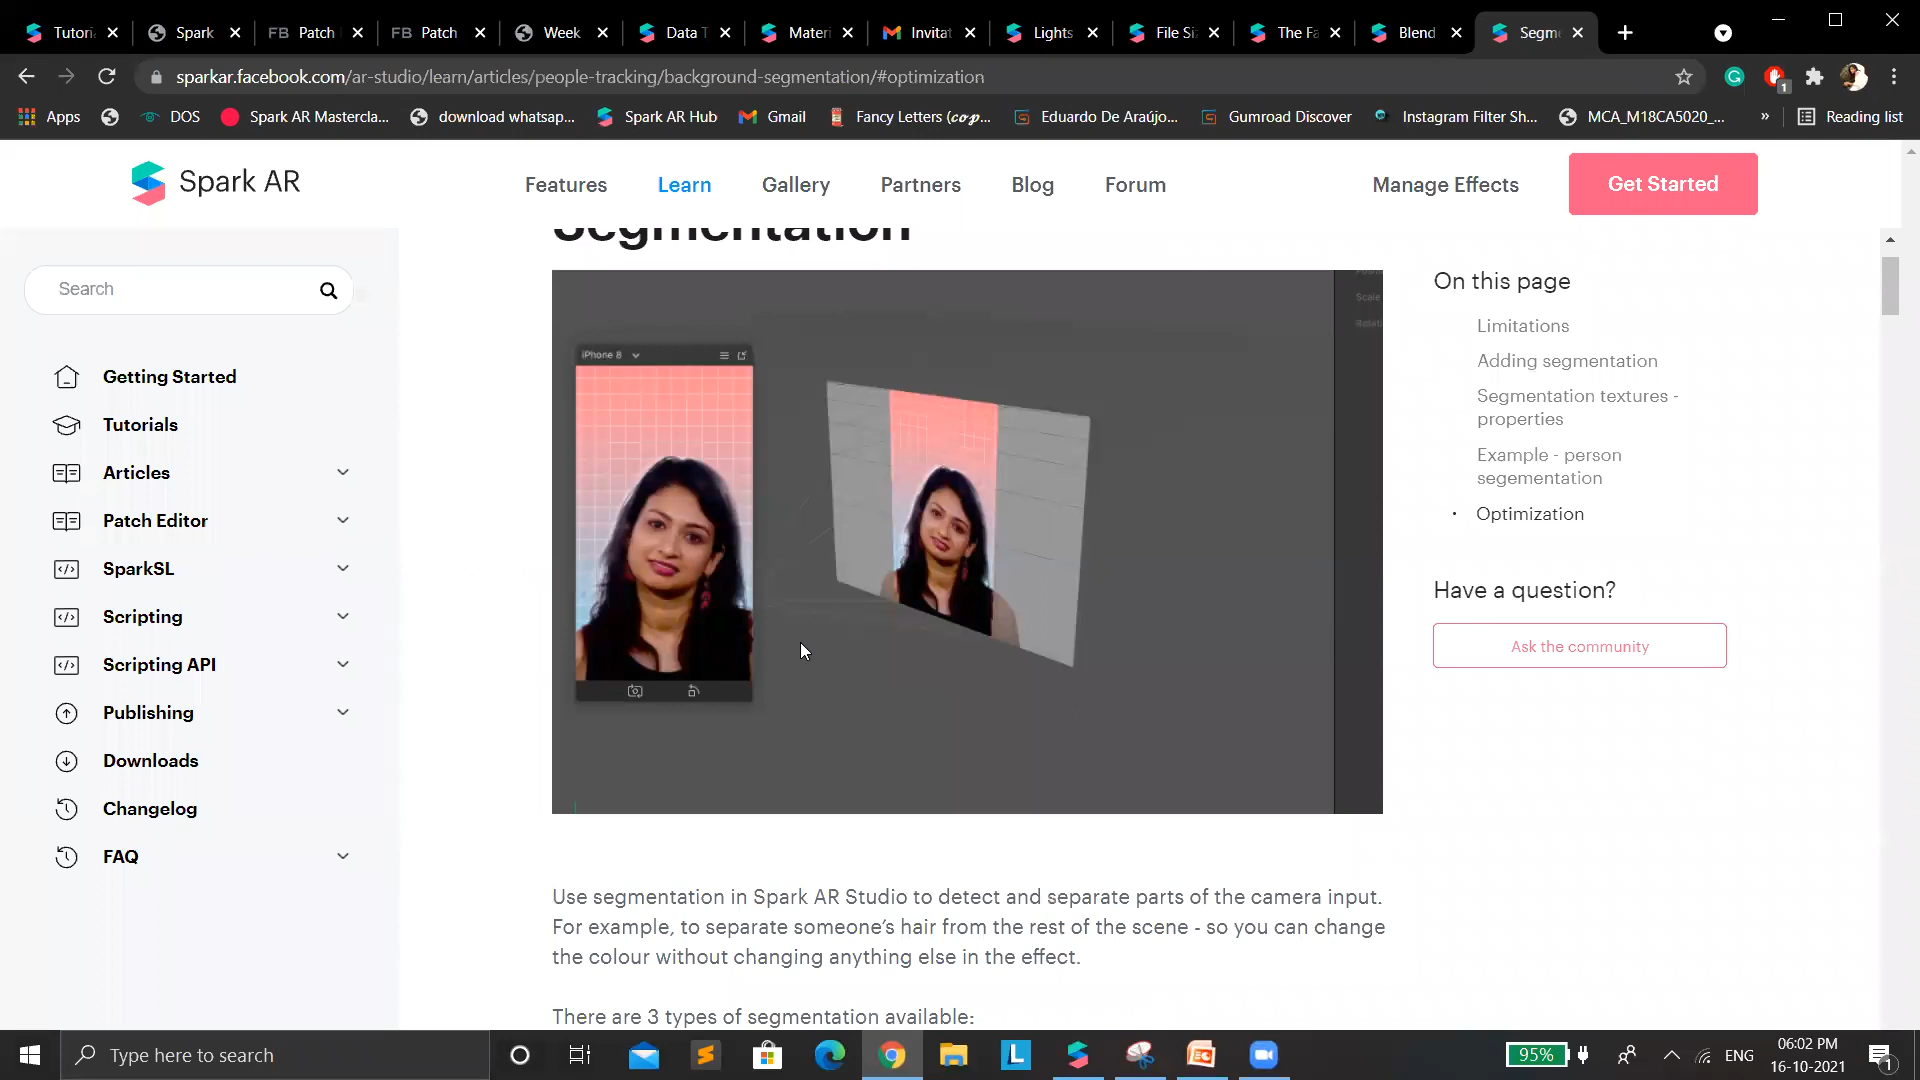 Tutori
Spark
FB Patch
FB Patch
Week
Data T
Materi
Invitat
Lights
File Si
The Fa
Blend
Segm
sparkar.facebook.com/ar-studio/learn/articles/people-tracking/background-segmentation/#optimization
1
Apps
DOS
Spark AR Mastercla...
download whatsap...
Spark AR Hub
Gmail
Fancy Letters (𝓬𝓸𝓹...
Eduardo De Araújo...
Gumroad Discover
Instagram Filter Sh...
MCA_M18CA5020_...
»
Reading list
Spark AR
Features
Learn
Gallery
Partners
Blog
Forum
Manage Effects
Get Started
Segmentation
Search
Getting Started
Tutorials
Articles
Patch Editor
SparkSL
Scripting
Scripting API
Publishing
Downloads
Changelog
FAQ
iPhone 8
Scale
On this page
Limitations
Adding segmentation
Segmentation textures -
properties
Example - person
segementation
· Optimization
Have a question?
Ask the community
Use segmentation in Spark AR Studio to detect and separate parts of the camera input.
For example, to separate someone's hair from the rest of the scene - so you can change
the colour without changing anything else in the effect.
There are 3 types of segmentation available:
Type here to search
95%
ENG
06:02 PM
16-10-2021
1